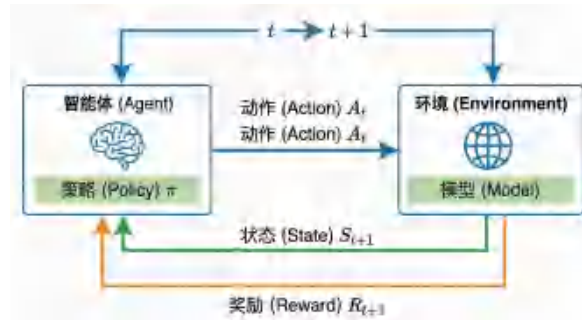 t → t + 1
智能体 (Agent)
策略 (Policy) π
动作 (Action) Aₜ
动作 (Action) Aₜ
环境 (Environment)
模型 (Model)
状态 (State) Sₜ₊₁
奖励 (Reward) Rₜ₊₁